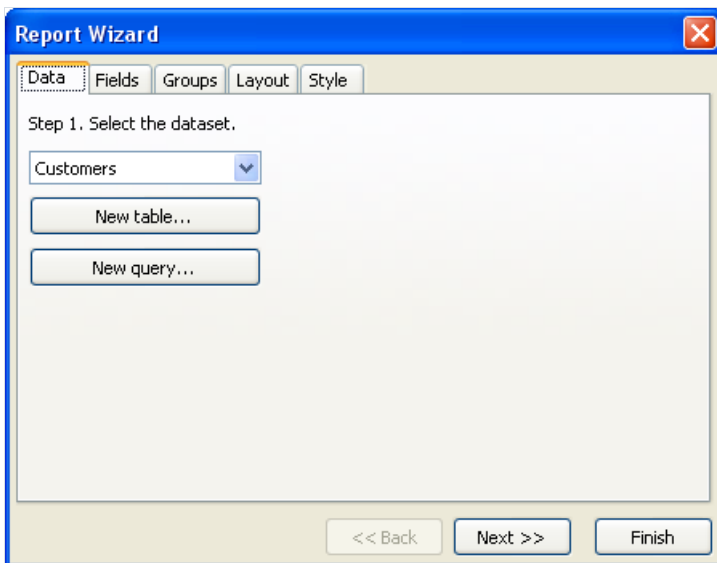 Report Wizard
Data Fields Groups Layout Style
Step 1. Select the dataset.
Customers
New table...
New query...
<< Back Next >> Finish